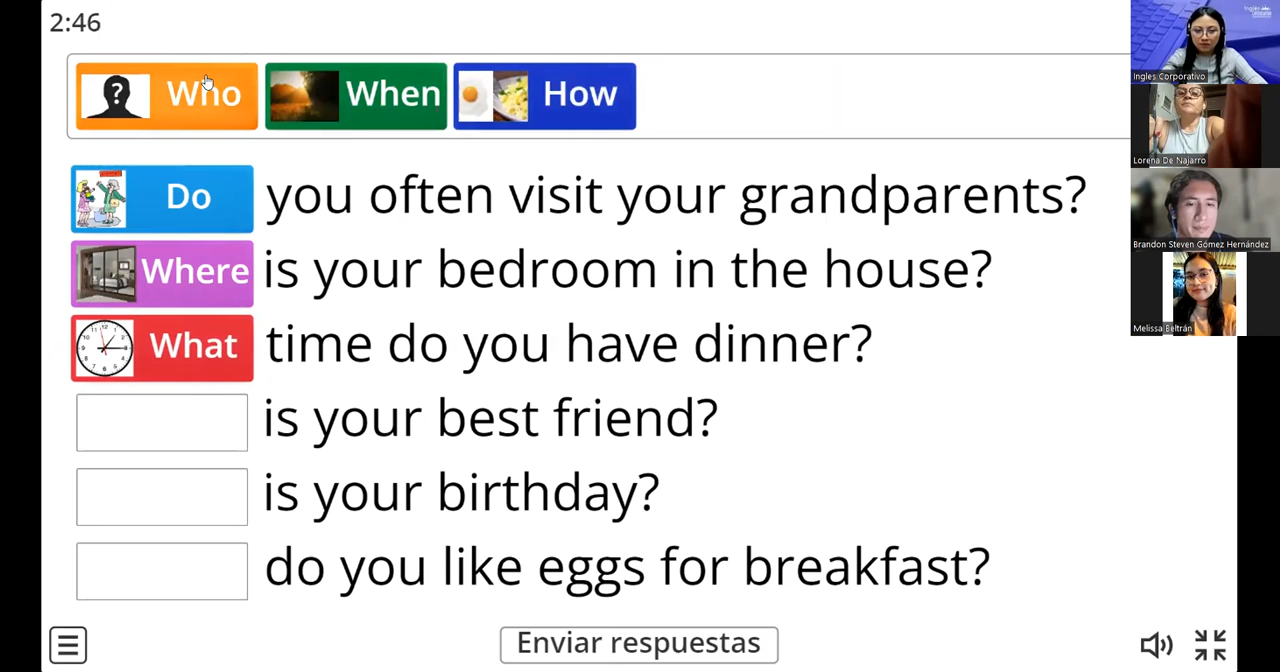 2:46
Who When How
Do you often visit your grandparents?
Where is your bedroom in the house?
What time do you have dinner?
is your best friend?
is your birthday?
do you like eggs for breakfast?
Enviar respuestas
Ingles Corporativo
Lorena De Najarro
Brandon Steven Gómez Hernández
Melissa Beltrán